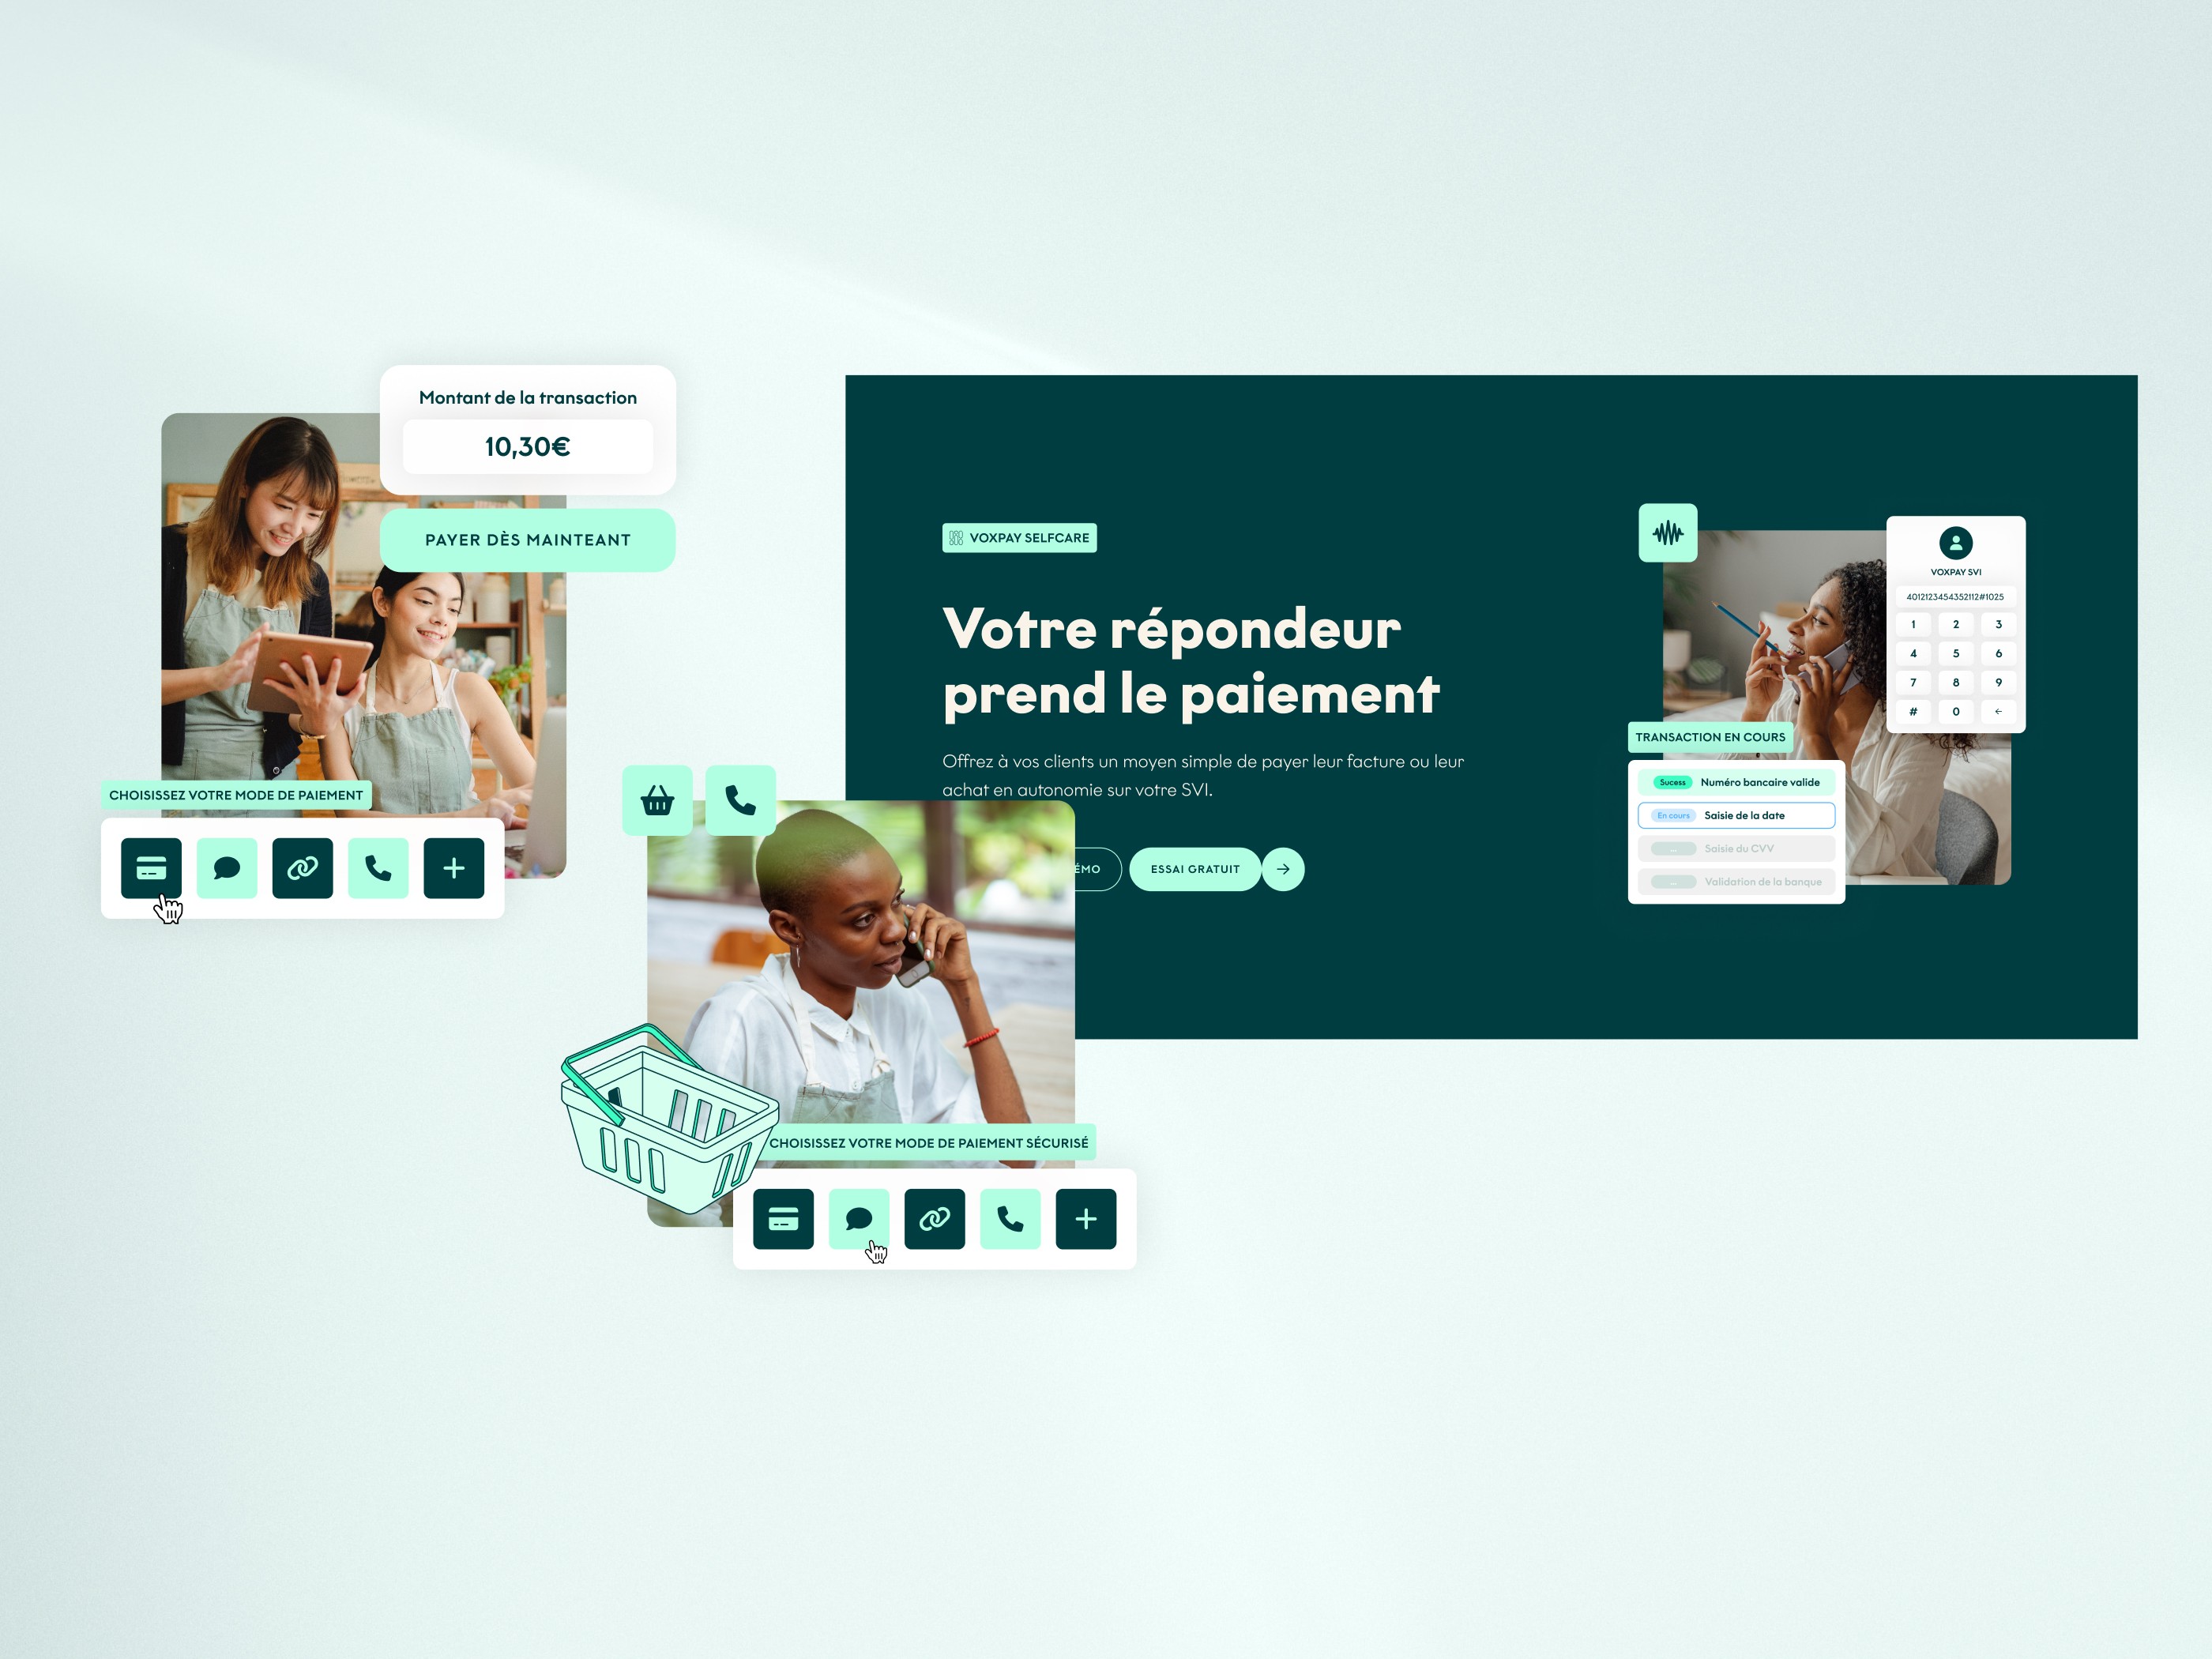 Montant de la transaction
10,30€
PAYER DÈS MAINTEANT
CHOISISSEZ VOTRE MODE DE PAIEMENT
VOXPAY SELFCARE
Votre répondeur
prend le paiement
Offrez à vos clients un moyen simple de payer leur facture ou leur
achat en autonomie sur votre SVI.
ÉMO
ESSAI GRATUIT
VOXPAY SVI
4012123454352112#1025
1 2 3
4 5 6
7 8 9
# 0 ←
TRANSACTION EN COURS
Sucess Numéro bancaire valide
En cours Saisie de la date
... Saisie du CVV
... Validation de la banque
CHOISISSEZ VOTRE MODE DE PAIEMENT SÉCURISÉ